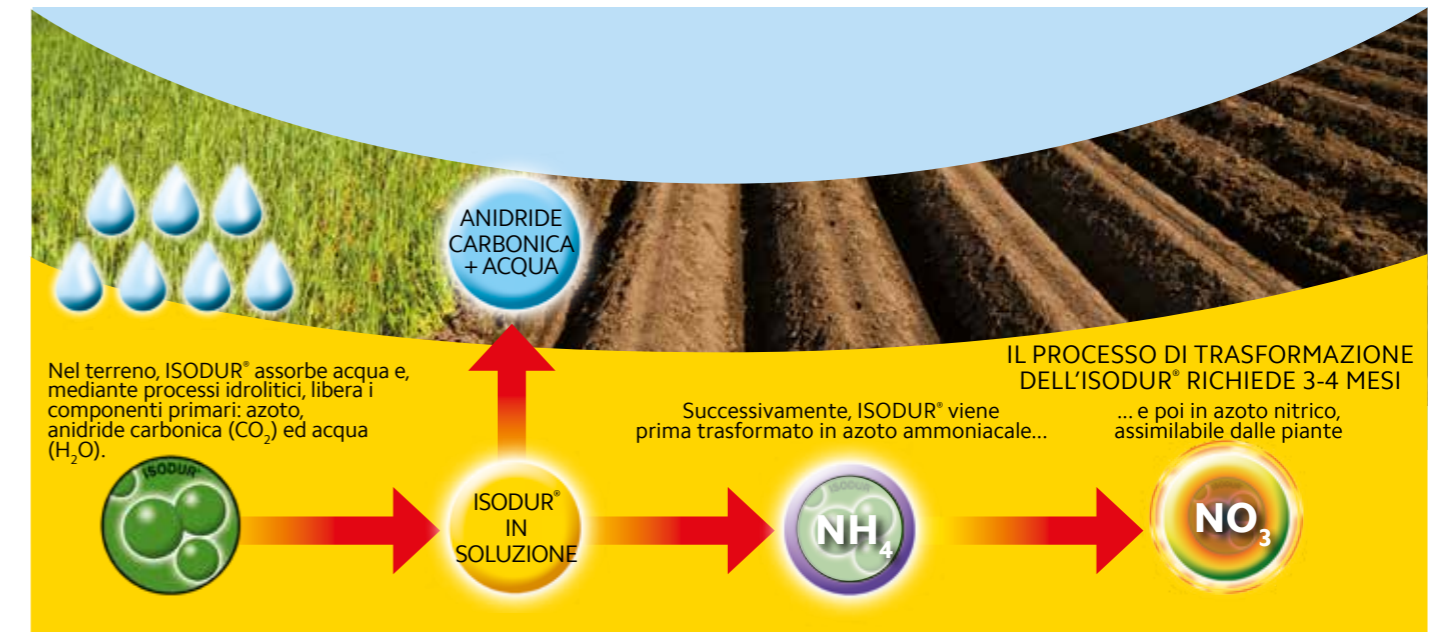 ANIDRIDE
CARBONICA
+ ACQUA
Nel terreno, ISODUR® assorbe acqua e,
mediante processi idrolitici, libera i
componenti primari: azoto,
anidride carbonica (CO₂) ed acqua
(H₂O).
IL PROCESSO DI TRASFORMAZIONE
DELL'ISODUR® RICHIEDE 3-4 MESI
Successivamente, ISODUR® viene
prima trasformato in azoto ammoniacale...
... e poi in azoto nitrico,
assimilabile dalle piante
ISODUR®
ISODUR®
IN
SOLUZIONE
ISODUR
NH₄
NO₃